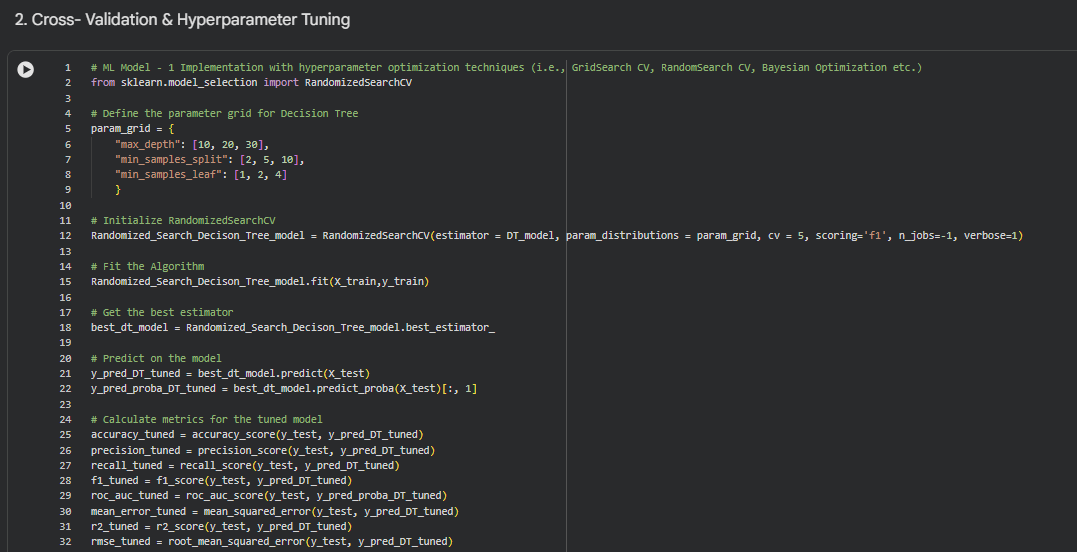 2. Cross- Validation & Hyperparameter Tuning
1 # ML Model - 1 Implementation with hyperparameter optimization techniques (i.e., GridSearch CV, RandomSearch CV, Bayesian Optimization etc.)
2 from sklearn.model_selection import RandomizedSearchCV
3
4 # Define the parameter grid for Decision Tree
5 param_grid = {
6     "max_depth": [10, 20, 30],
7     "min_samples_split": [2, 5, 10],
8     "min_samples_leaf": [1, 2, 4]
9     }
10
11 # Initialize RandomizedSearchCV
12 Randomized_Search_Decison_Tree_model = RandomizedSearchCV(estimator = DT_model, param_distributions = param_grid, cv = 5, scoring='f1', n_jobs=-1, verbose=1)
13
14 # Fit the Algorithm
15 Randomized_Search_Decison_Tree_model.fit(X_train,y_train)
16
17 # Get the best estimator
18 best_dt_model = Randomized_Search_Decison_Tree_model.best_estimator_
19
20 # Predict on the model
21 y_pred_DT_tuned = best_dt_model.predict(X_test)
22 y_pred_proba_DT_tuned = best_dt_model.predict_proba(X_test)[:, 1]
23
24 # Calculate metrics for the tuned model
25 accuracy_tuned = accuracy_score(y_test, y_pred_DT_tuned)
26 precision_tuned = precision_score(y_test, y_pred_DT_tuned)
27 recall_tuned = recall_score(y_test, y_pred_DT_tuned)
28 f1_tuned = f1_score(y_test, y_pred_DT_tuned)
29 roc_auc_tuned = roc_auc_score(y_test, y_pred_proba_DT_tuned)
30 mean_error_tuned = mean_squared_error(y_test, y_pred_DT_tuned)
31 r2_tuned = r2_score(y_test, y_pred_DT_tuned)
32 rmse_tuned = root_mean_squared_error(y_test, y_pred_DT_tuned)